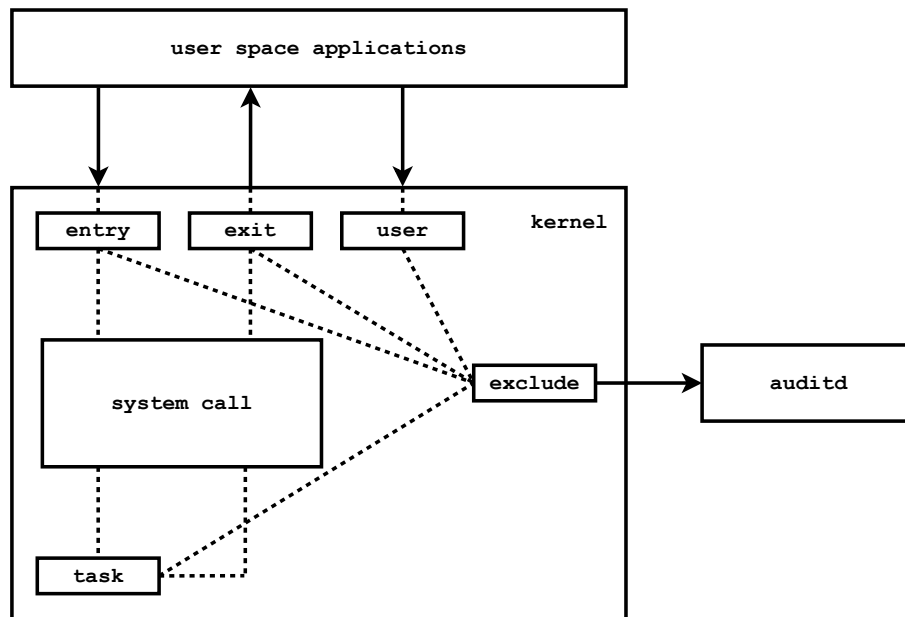 user space applications
kernel
entry
exit
user
system call
exclude
auditd
task